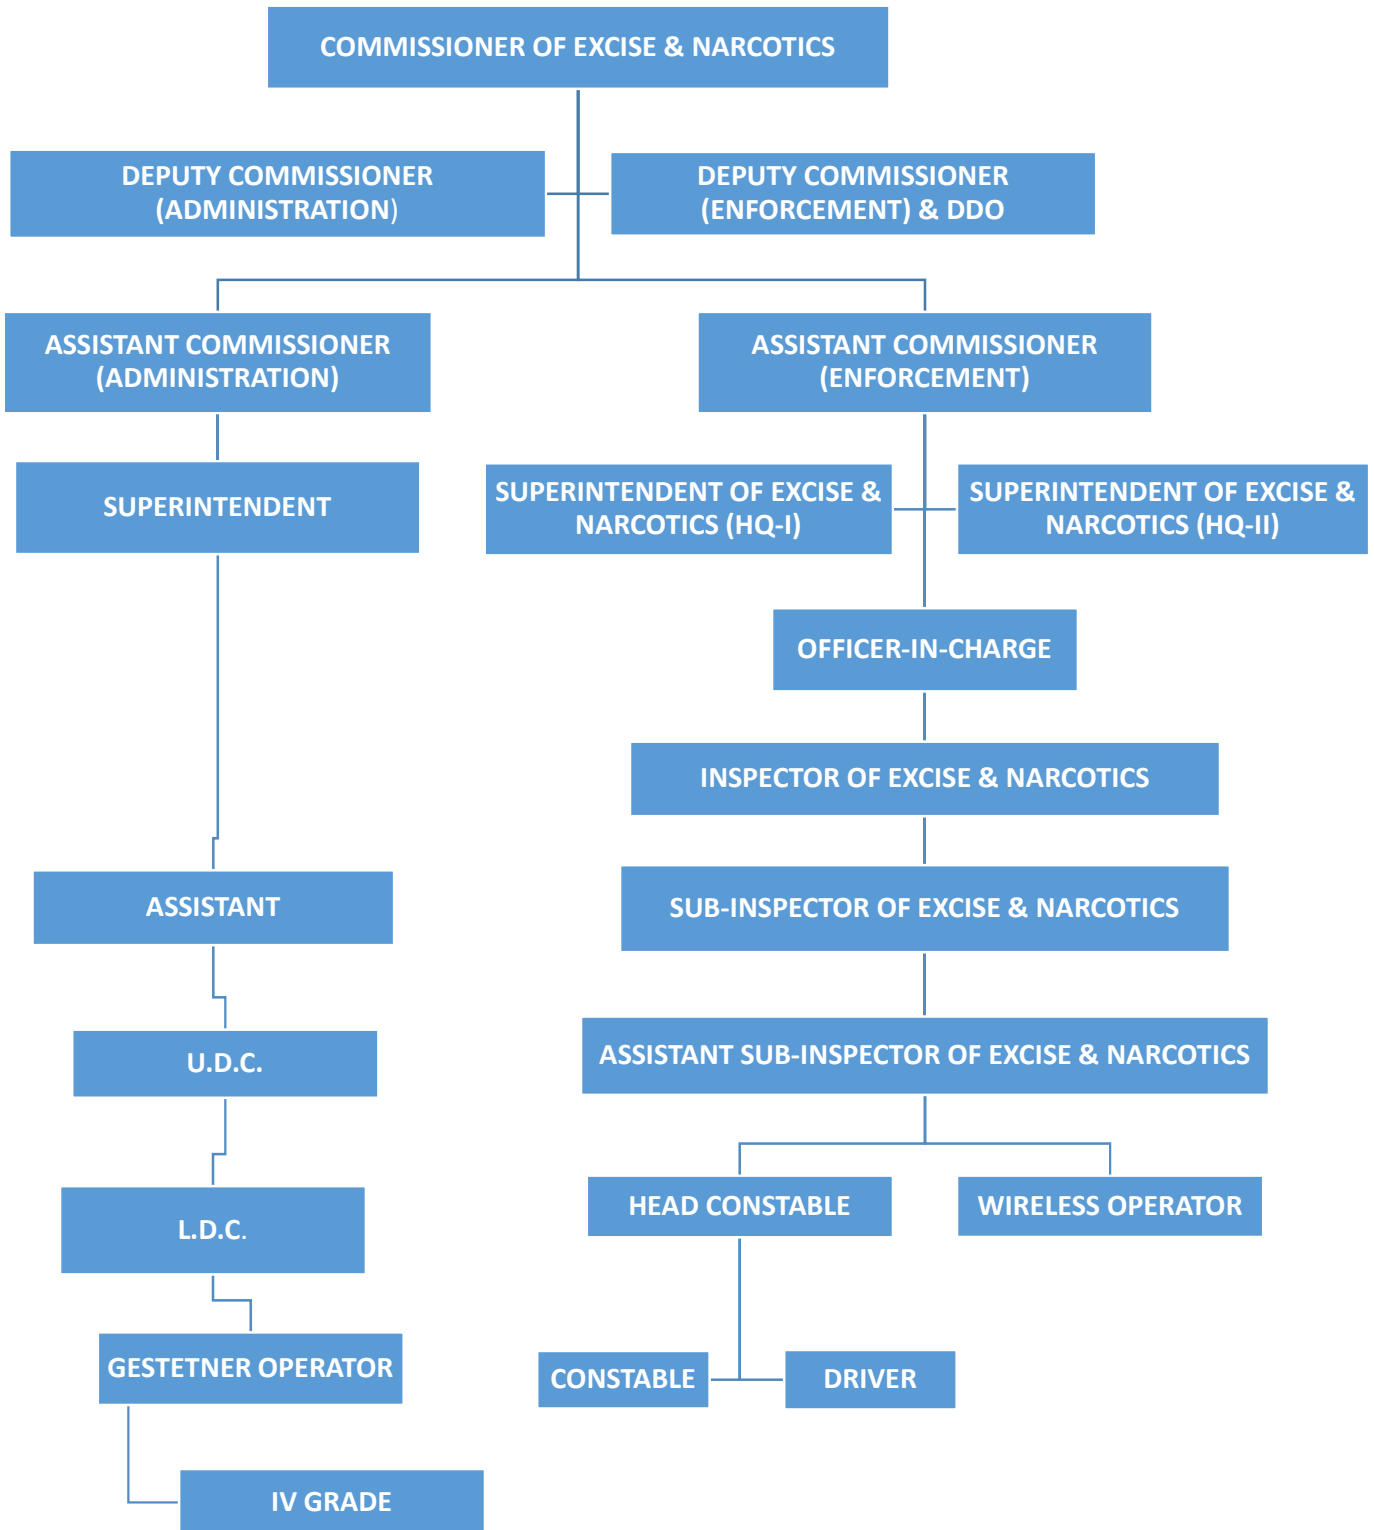 COMMISSIONER OF EXCISE & NARCOTICS
DEPUTY COMMISSIONER
(ADMINISTRATION)
DEPUTY COMMISSIONER
(ENFORCEMENT) & DDO
ASSISTANT COMMISSIONER
(ADMINISTRATION)
ASSISTANT COMMISSIONER
(ENFORCEMENT)
SUPERINTENDENT
SUPERINTENDENT OF EXCISE &
NARCOTICS (HQ-I)
SUPERINTENDENT OF EXCISE &
NARCOTICS (HQ-II)
OFFICER-IN-CHARGE
INSPECTOR OF EXCISE & NARCOTICS
ASSISTANT
SUB-INSPECTOR OF EXCISE & NARCOTICS
U.D.C.
ASSISTANT SUB-INSPECTOR OF EXCISE & NARCOTICS
L.D.C.
HEAD CONSTABLE
WIRELESS OPERATOR
GESTETNER OPERATOR
CONSTABLE
DRIVER
IV GRADE